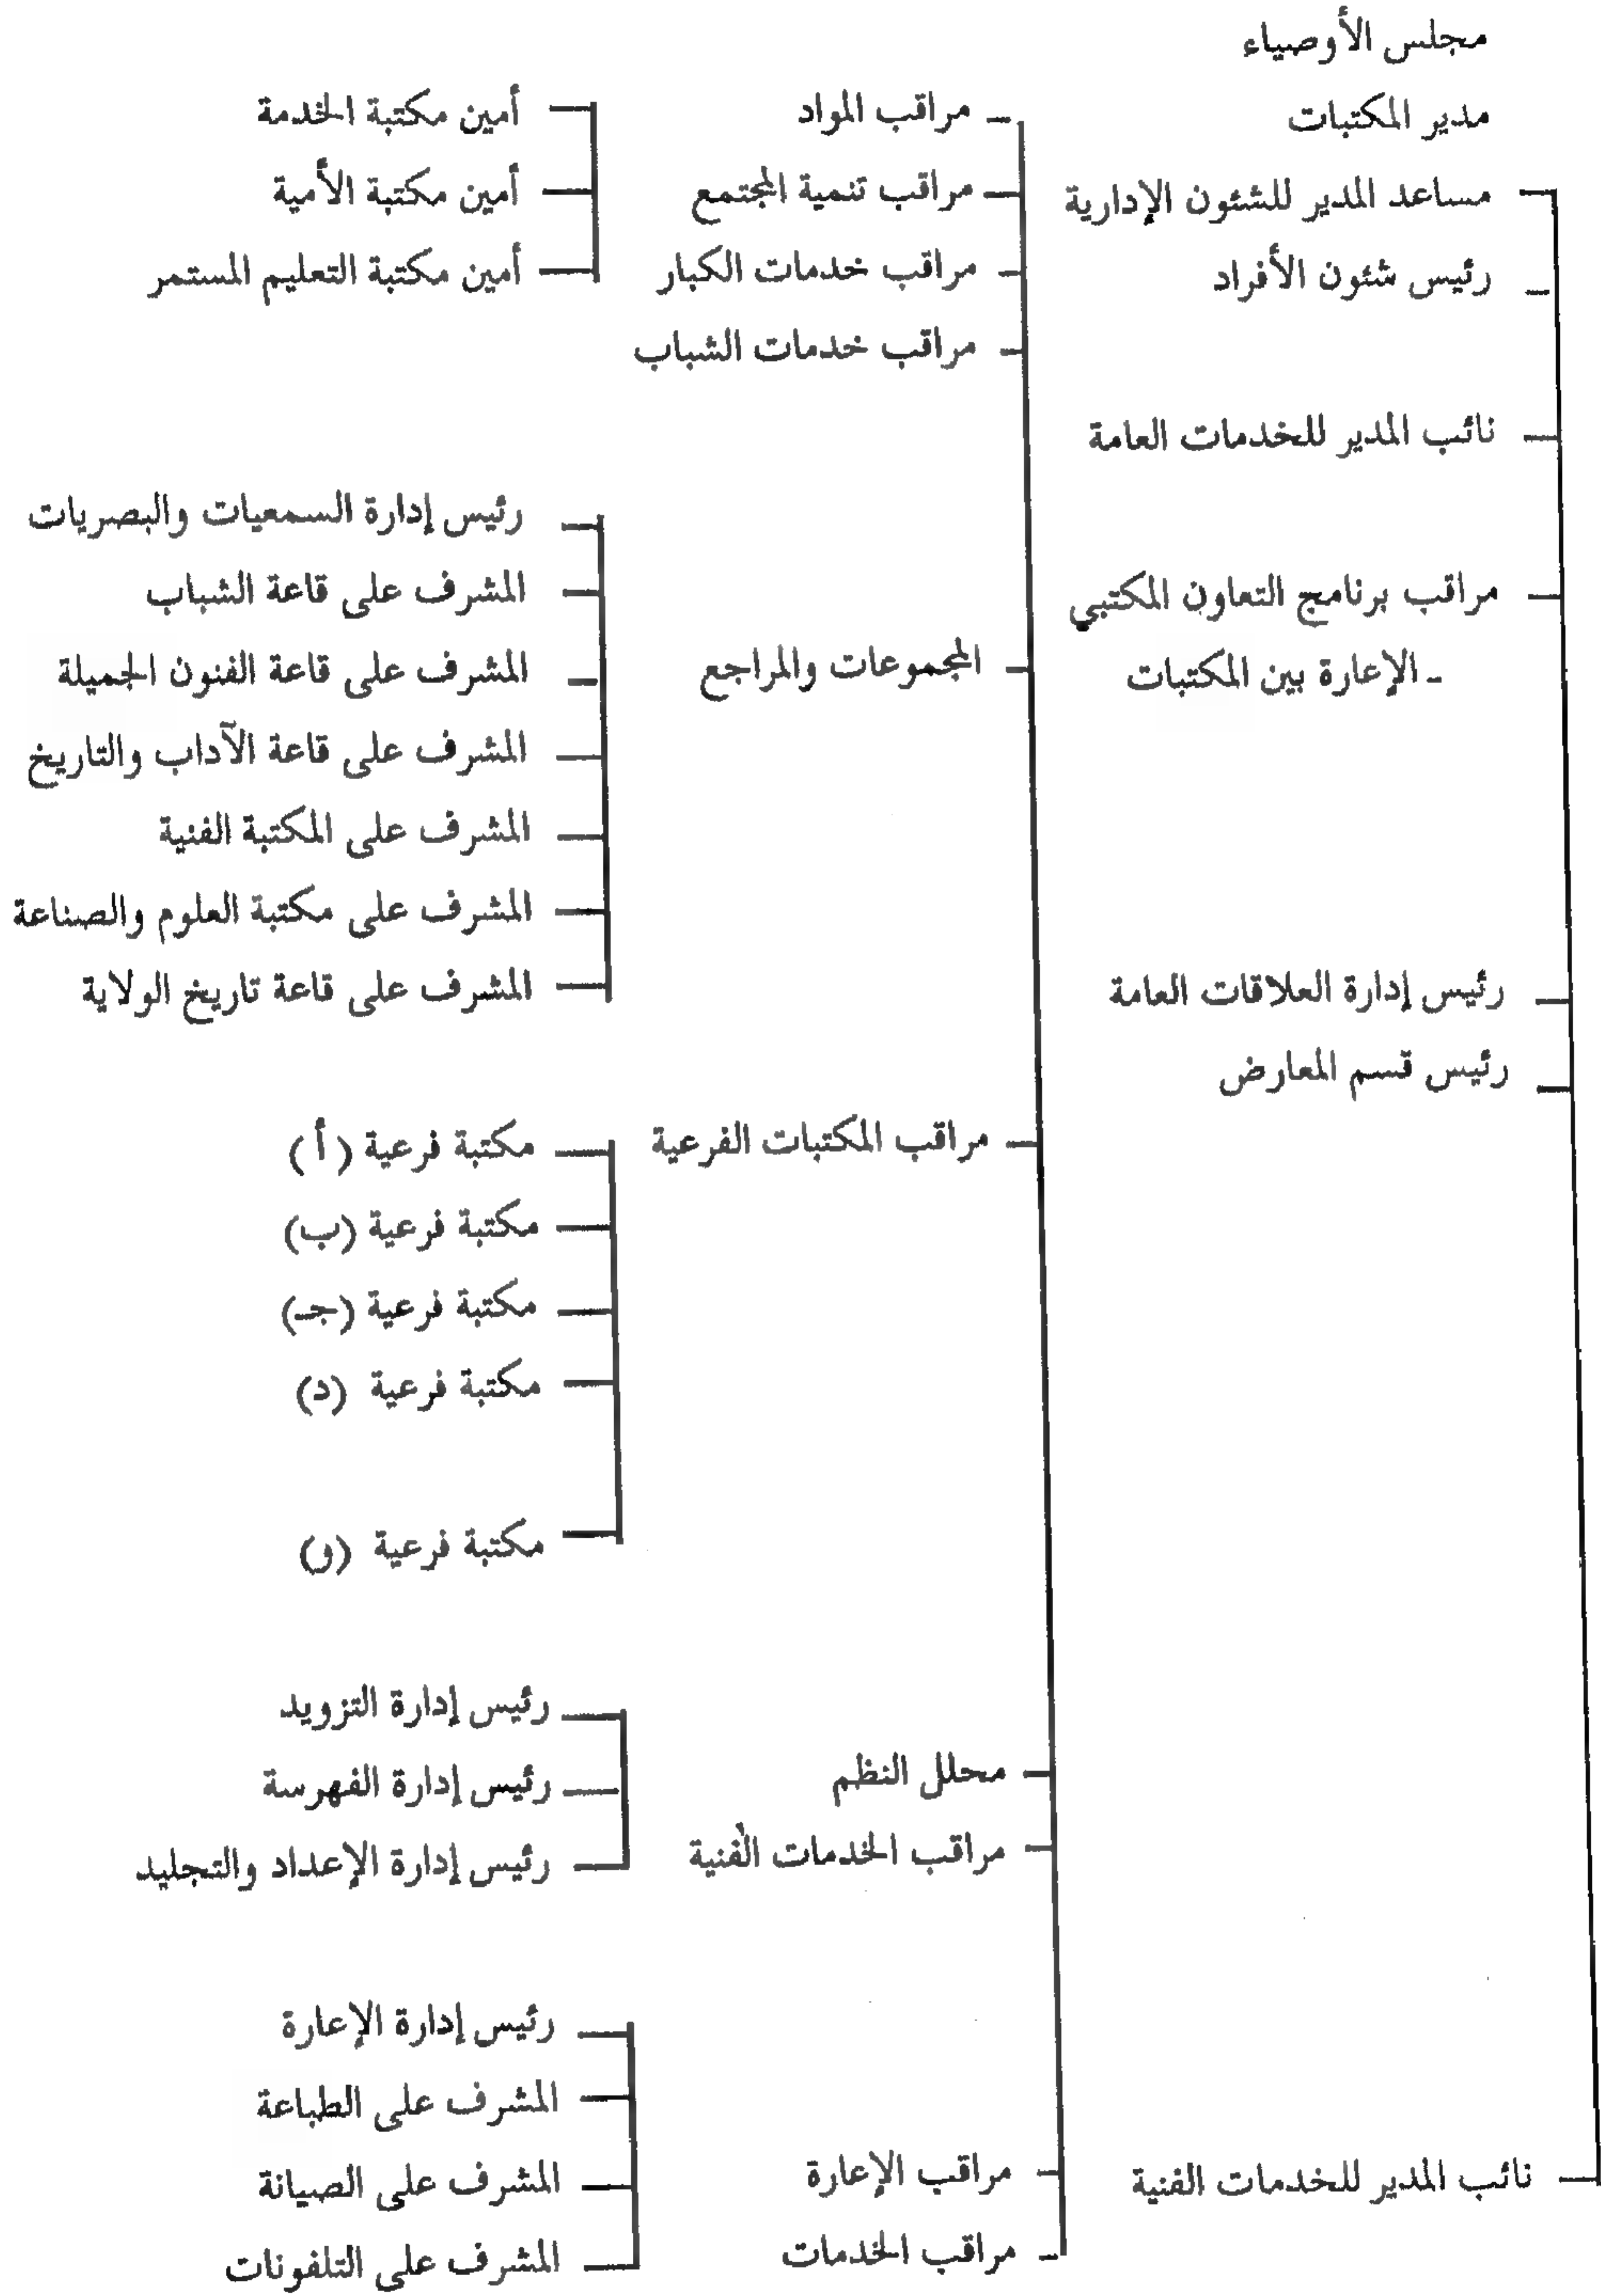 مجلس الأوصياء
مدير المكتبات
مساعد المدير للشئون الإدارية
رئيس شئون الأفراد
نائب المدير للخدمات العامة
مراقب برنامج التعاون المكتبي
- الإعارة بين المكتبات
رئيس إدارة العلاقات العامة
رئيس قسم المعارض
نائب المدير للخدمات الفنية
مراقب المواد
مراقب تنمية المجتمع
مراقب خدمات الكبار
مراقب خدمات الشباب
المجموعات والمراجع
مراقب المكتبات الفرعية
محلل النظم
مراقب الخدمات الفنية
مراقب الإعارة
مراقب الخدمات
أمين مكتبة الخدمة
أمين مكتبة الأمية
أمين مكتبة التعليم المستمر
رئيس إدارة السمعيات والبصريات
المشرف على قاعة الشباب
المشرف على قاعة الفنون الجميلة
المشرف على قاعة الآداب والتاريخ
المشرف على المكتبة الفنية
المشرف على مكتبة العلوم والصناعة
المشرف على قاعة تاريخ الولاية
مكتبة فرعية (أ)
مكتبة فرعية (ب)
مكتبة فرعية (جـ)
مكتبة فرعية (د)
مكتبة فرعية (و)
رئيس إدارة التزويد
رئيس إدارة الفهرسة
رئيس إدارة الإعداد والتجليد
رئيس إدارة الإعارة
المشرف على الطباعة
المشرف على الصيانة
المشرف على التلفونات